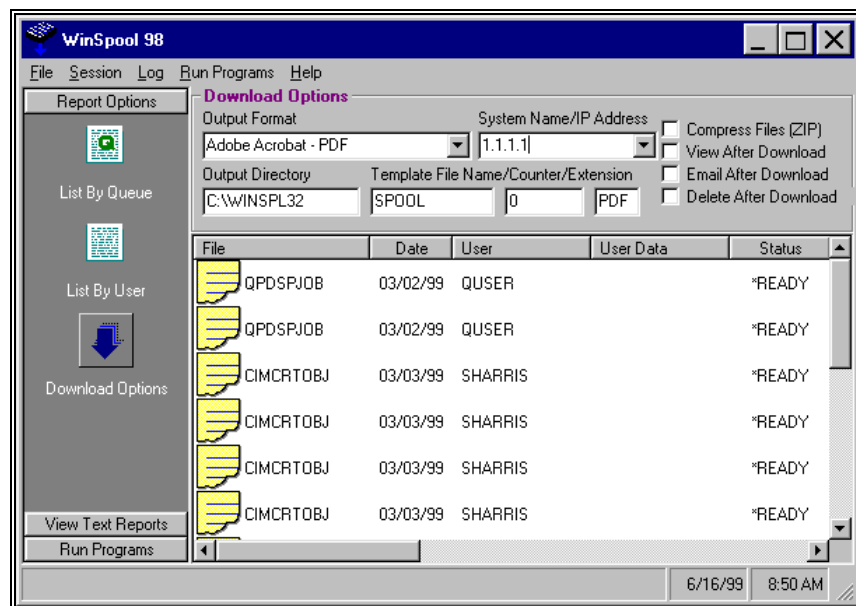 WinSpool 98
File Session Log Run Programs Help
Report Options
List By Queue
List By User
Download Options
View Text Reports
Run Programs
Download Options
Output Format
System Name/IP Address
Adobe Acrobat - PDF
1.1.1.1
Output Directory
Template File Name/Counter/Extension
C:\WINSPL32
SPOOL
0
PDF
Compress Files (ZIP)
View After Download
Email After Download
Delete After Download
File Date User User Data Status
QPDSPJOB 03/02/99 QUSER *READY
QPDSPJOB 03/02/99 QUSER *READY
CIMCRTOBJ 03/03/99 SHARRIS *READY
CIMCRTOBJ 03/03/99 SHARRIS *READY
CIMCRTOBJ 03/03/99 SHARRIS *READY
CIMCRTOBJ 03/03/99 SHARRIS *READY
6/16/99 8:50 AM